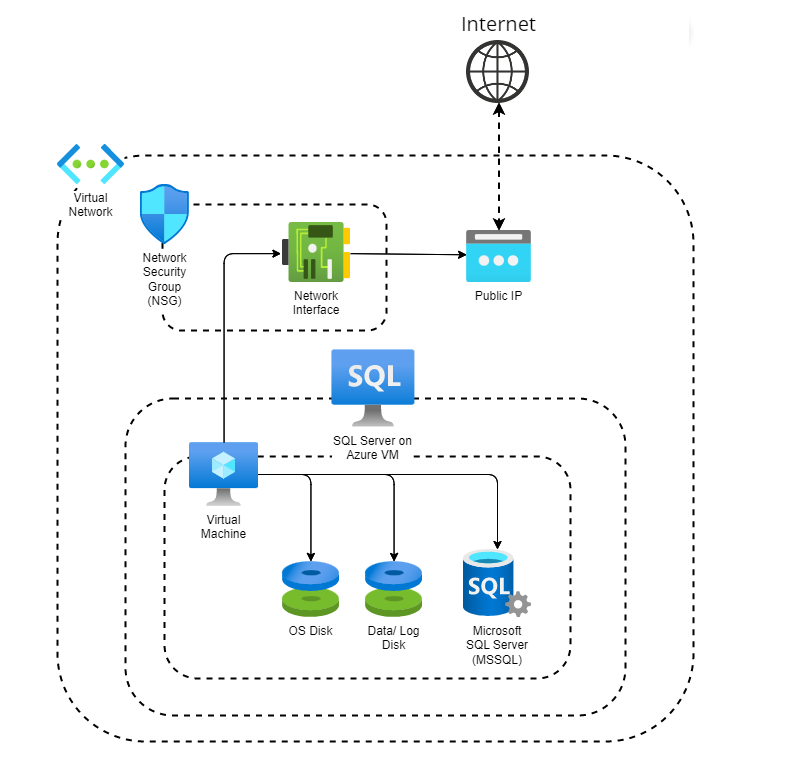 Internet
Virtual
Network
Network
Security
Group
(NSG)
Network
Interface
Public IP
SQL
SQL Server on
Azure VM
Virtual
Machine
OS Disk
Data/ Log
Disk
SQL
Microsoft
SQL Server
(MSSQL)